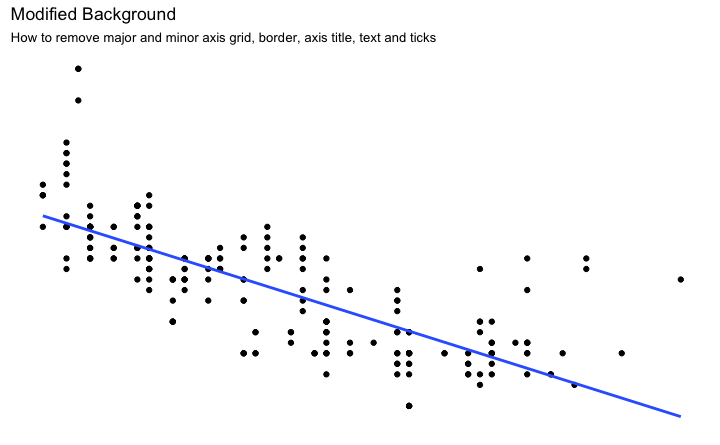 Modified Background
How to remove major and minor axis grid, border, axis title, text and ticks